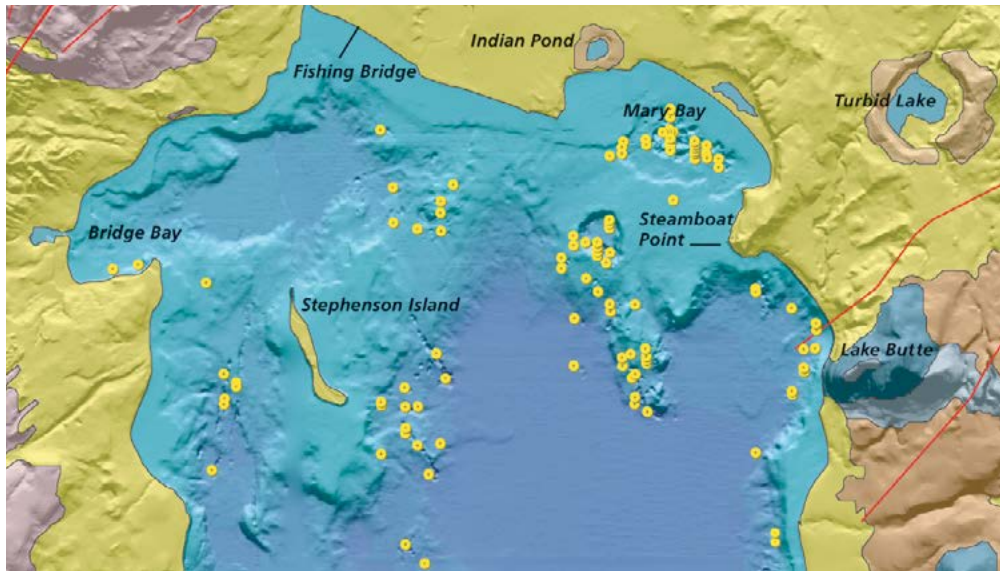 Indian Pond
Fishing Bridge
Mary Bay
Turbid Lake
Bridge Bay
Steamboat
Point
Stephenson Island
Lake Butte